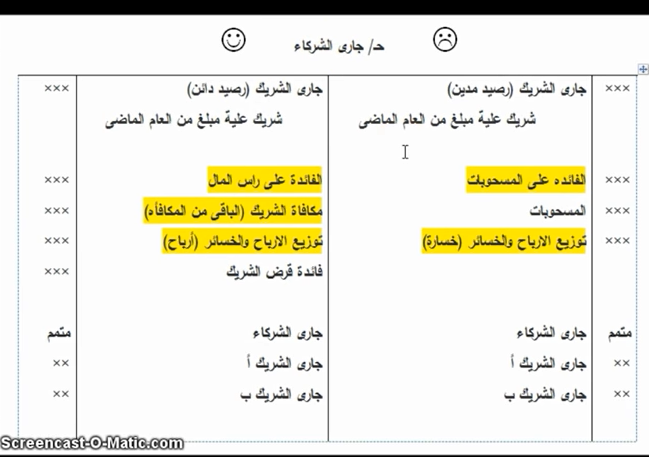 حـ/ جارى الشركاء
××× جارى الشريك (رصيد مدين) جارى الشريك (رصيد دائن) ×××
شريك علية مبلغ من العام الماضى شريك علية مبلغ من العام الماضى
××× الفائده على المسحوبات الفائدة على راس المال ×××
××× المسحوبات مكافاة الشريك (الباقى من المكافأه) ×××
××× توزيع الارباح والخسائر (خسارة) توزيع الارباح والخسائر (أرباح) ×××
فائدة قرض الشريك ×××
متمم جارى الشركاء جارى الشركاء متمم
×× جارى الشريك أ جارى الشريك أ ××
×× جارى الشريك ب جارى الشريك ب ××
Screencast-O-Matic.com